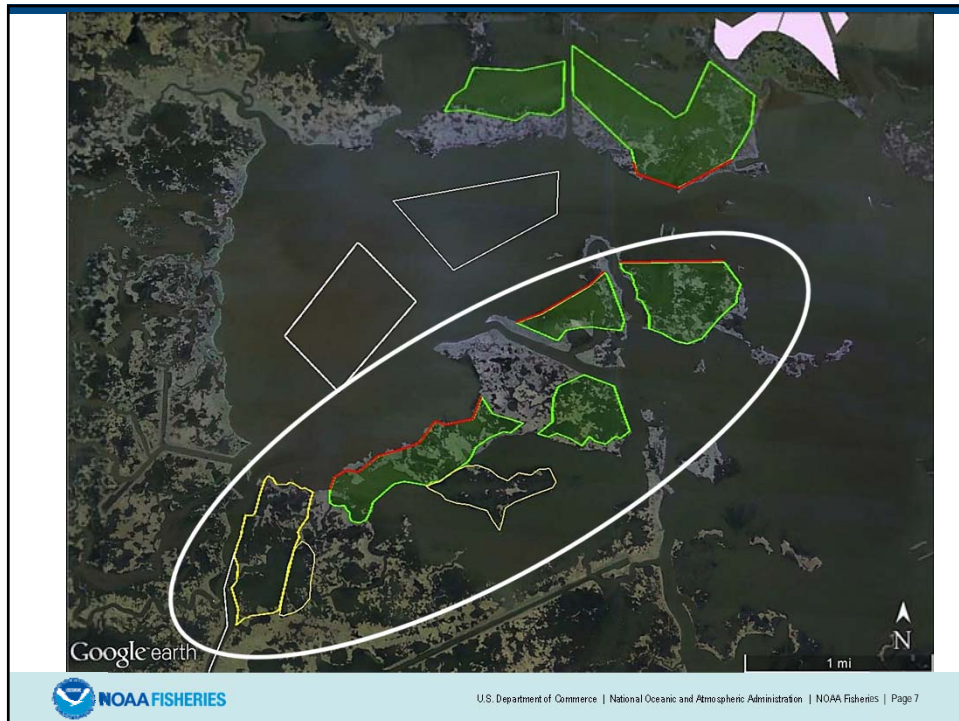 Google earth
N
1 mi
NOAA FISHERIES
U.S. Department of Commerce | National Oceanic and Atmospheric Administration | NOAA Fisheries | Page 7